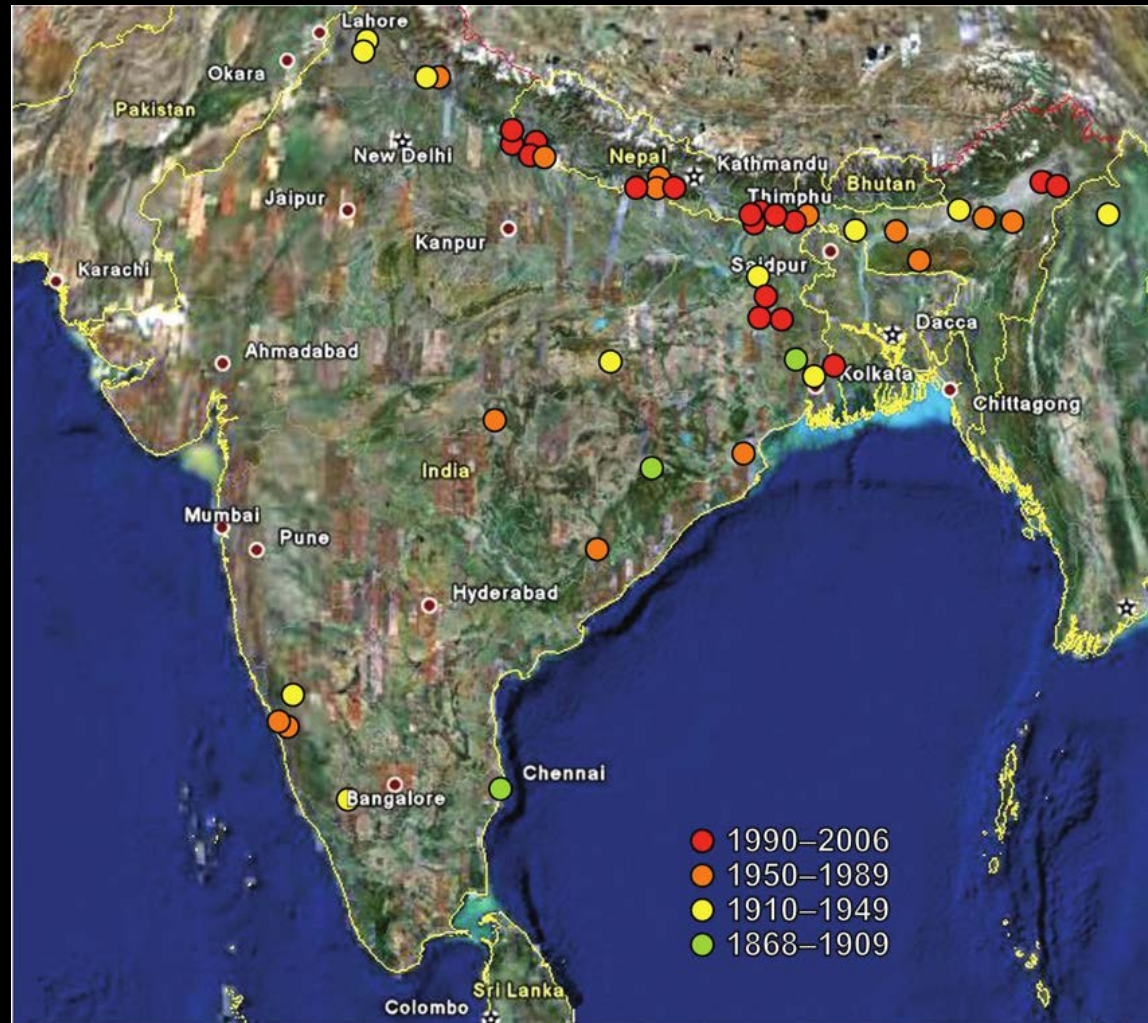 Lahore
Okara
Pakistan
New Delhi
Nepal
Kathmandu
Thimphu
Bhutan
Jaipur
Kanpur
Saidpur
Karachi
Dacca
Ahmadabad
Kolkata
Chittagong
India
Mumbai
Pune
Hyderabad
Chennai
Bangalore
1990–2006
1950–1989
1910–1949
1868–1909
Sri Lanka
Colombo